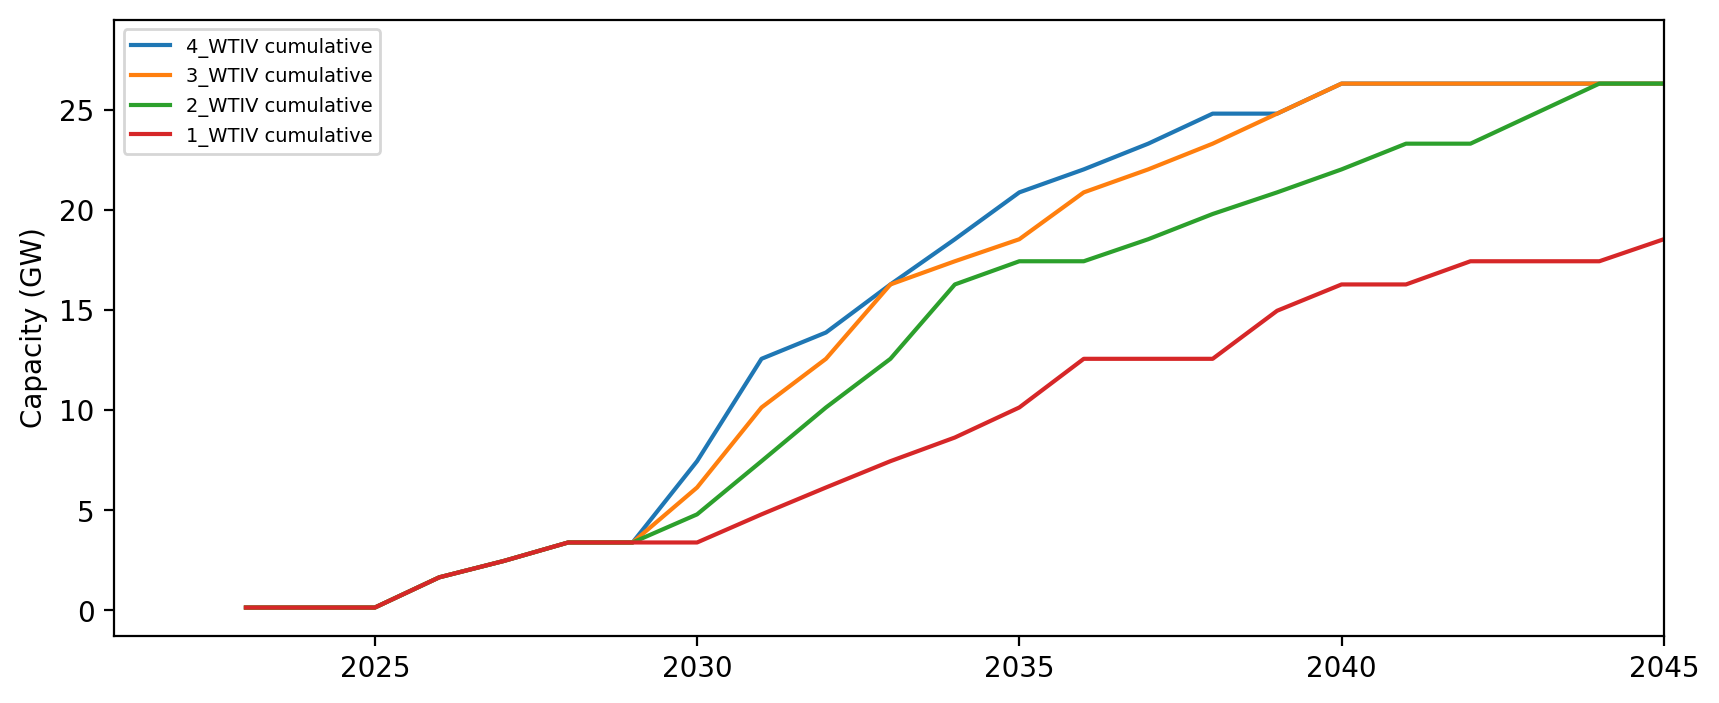 4_WTIV cumulative
3_WTIV cumulative
2_WTIV cumulative
1_WTIV cumulative
Capacity (GW)
25
20
15
10
5
0
2025 2030 2035 2040 2045